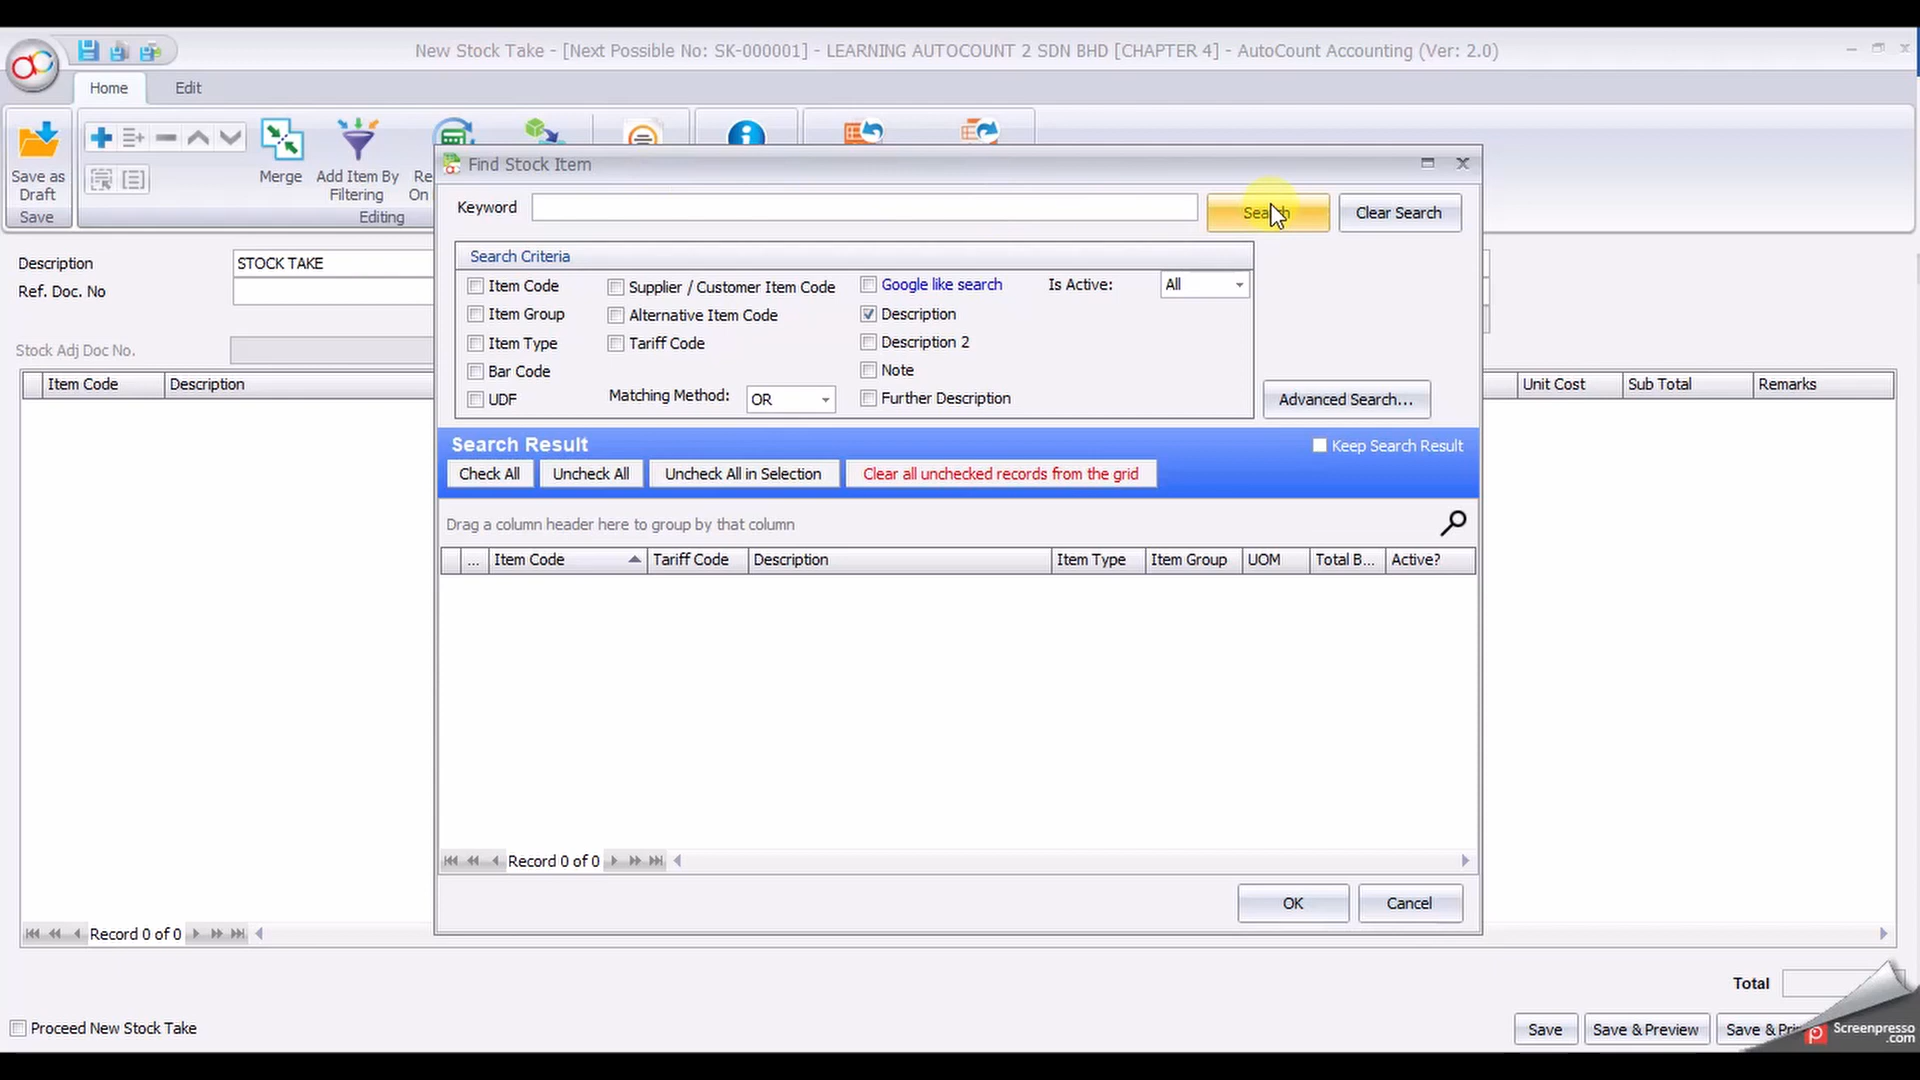 New Stock Take - [Next Possible No: SK-000001] - LEARNING AUTOCOUNT 2 SDN BHD [CHAPTER 4] - AutoCount Accounting (Ver: 2.0)
Home Edit
Save as Draft
Merge
Add Item By Filtering
Re
On
Save
Editing
Find Stock Item
Keyword
Search
Clear Search
Description STOCK TAKE
Ref. Doc. No
Stock Adj Doc No.
Search Criteria
Item Code Supplier / Customer Item Code Google like search Is Active: All
Item Group Alternative Item Code Description
Item Type Tariff Code Description 2
Bar Code Note
UDF Matching Method: OR Further Description
Advanced Search...
Item Code Description Unit Cost Sub Total Remarks
Search Result Keep Search Result
Check All Uncheck All Uncheck All in Selection Clear all unchecked records from the grid
Drag a column header here to group by that column
... Item Code Tariff Code Description Item Type Item Group UOM Total B... Active?
Record 0 of 0
OK Cancel
Record 0 of 0
Total
Proceed New Stock Take
Save Save & Preview Save & Pri
Screenpresso
.com